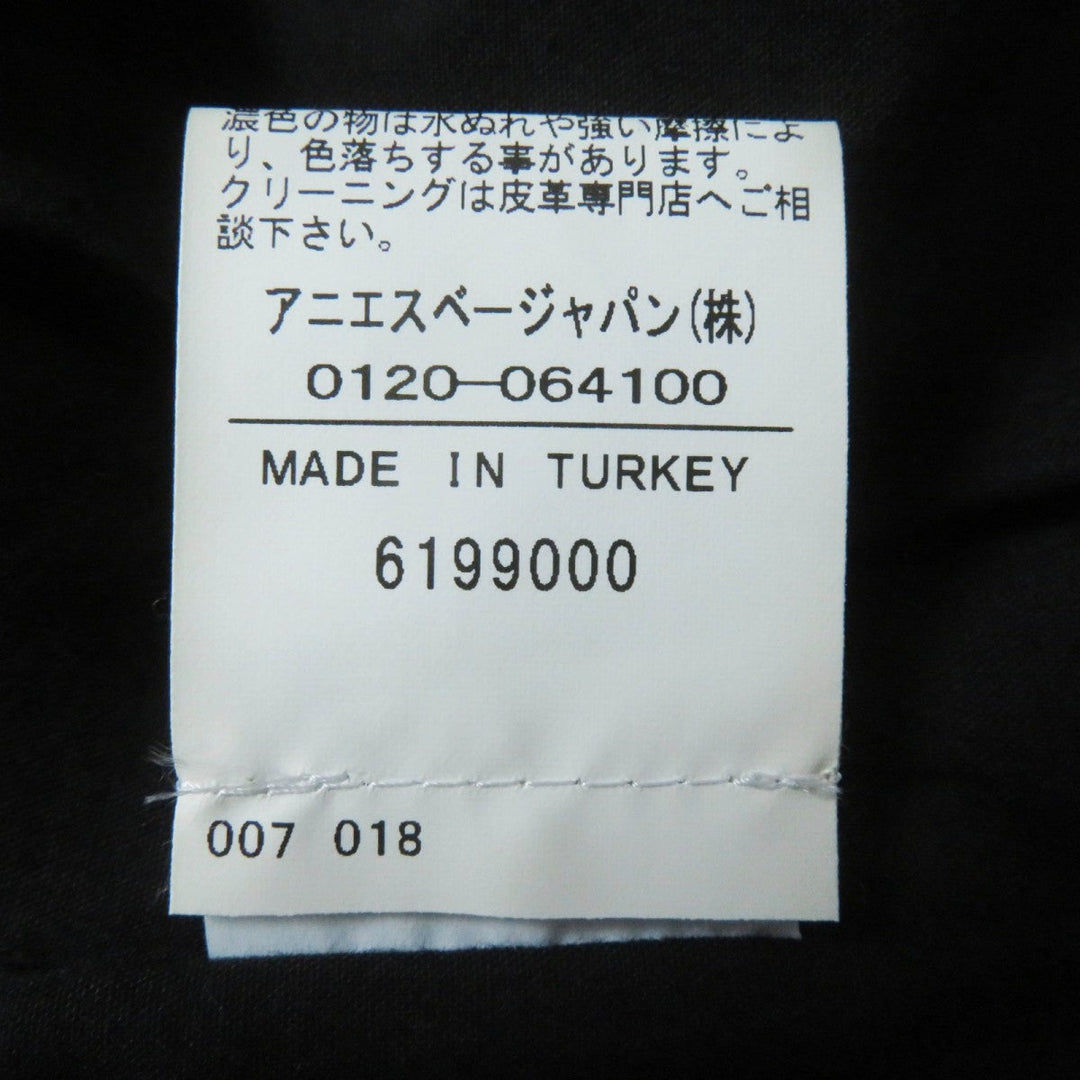 濃色の物は水ぬれや強い摩擦によ
り、色落ちする事があります。
クリーニングは皮革専門店へご相
談下さい。
アニエスベージャパン(株)
0120-064100
MADE IN TURKEY
6199000
007 018